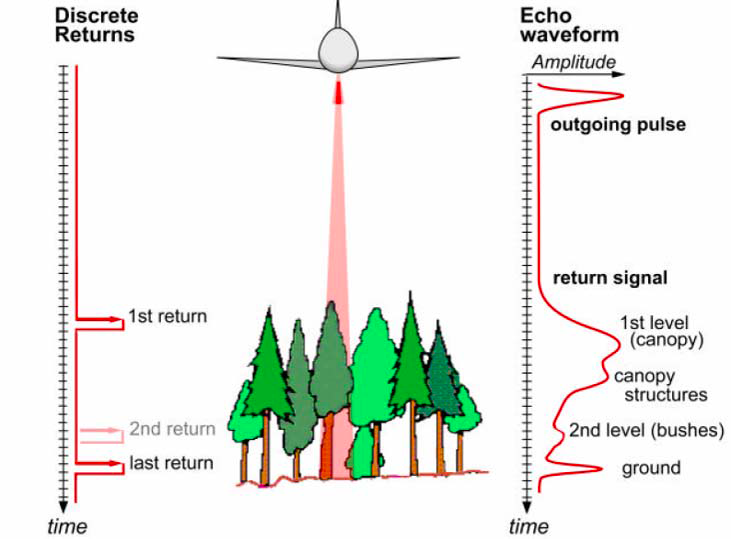 Discrete
Returns
1st return
2nd return
last return
time
Echo
waveform
Amplitude
outgoing pulse
return signal
1st level
(canopy)
canopy
structures
2nd level (bushes)
ground
time